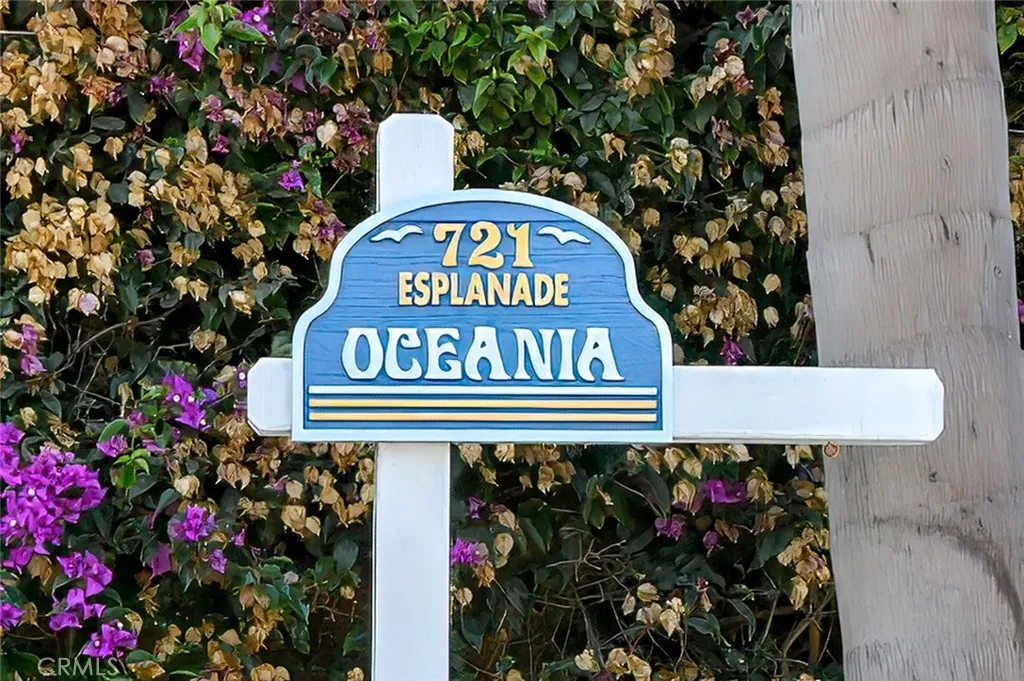 721
ESPLANADE
OCEANIA
CRMLS